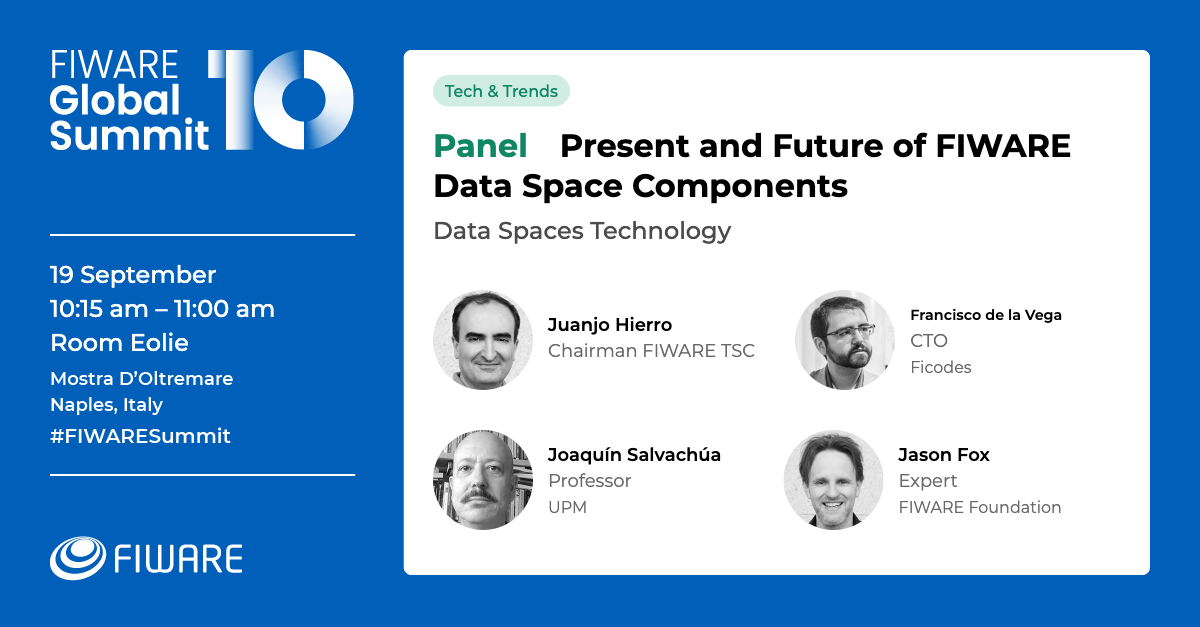 FIWARE
Global
Summit 10
19 September
10:15 am – 11:00 am
Room Eolie
Mostra D’Oltremare
Naples, Italy
#FIWARESummit
FIWARE
Tech & Trends
Panel Present and Future of FIWARE
Data Space Components
Data Spaces Technology
Juanjo Hierro
Chairman FIWARE TSC
Francisco de la Vega
CTO
Ficodes
Joaquín Salvachúa
Professor
UPM
Jason Fox
Expert
FIWARE Foundation